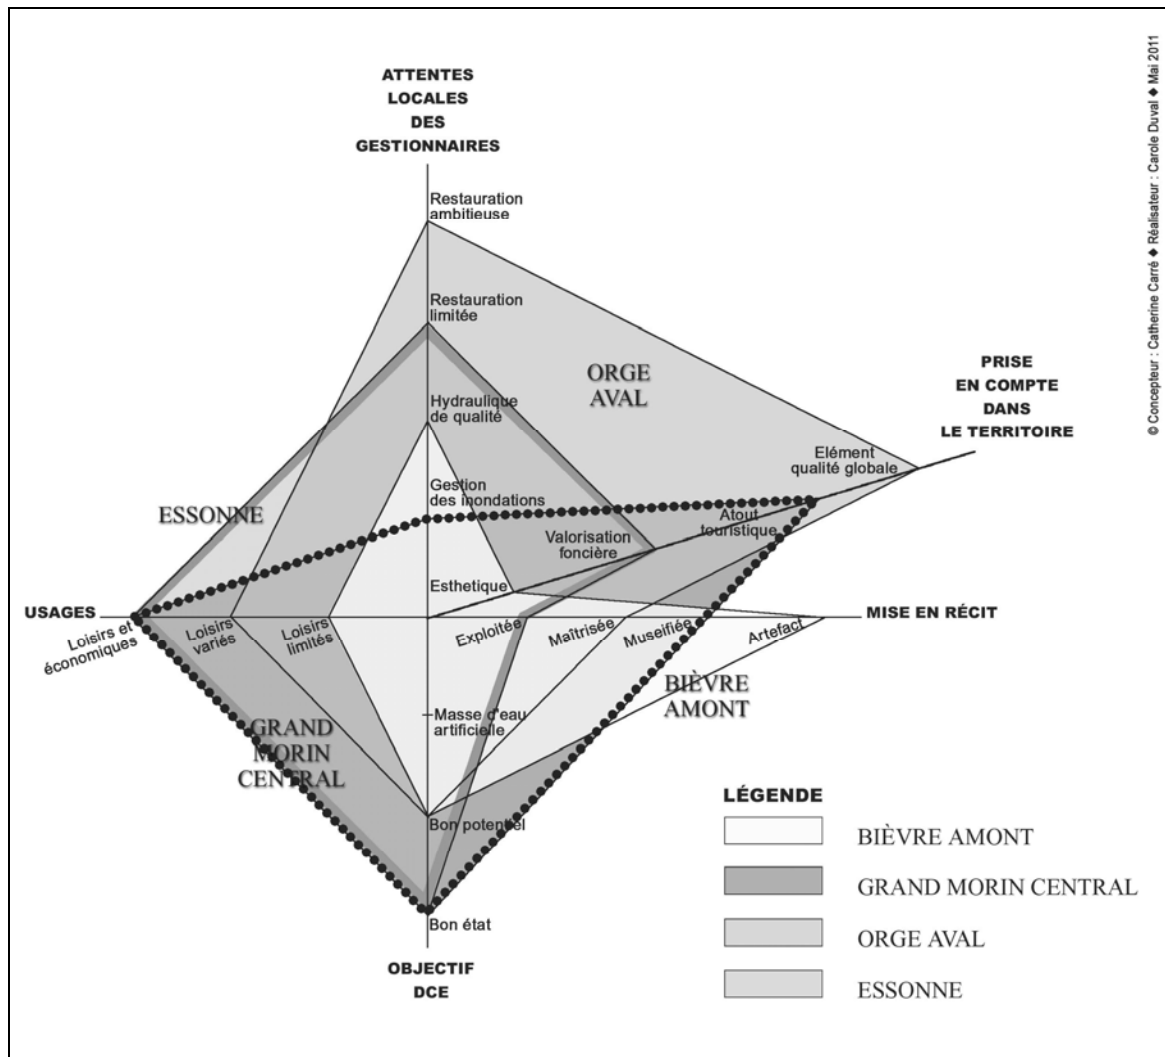 ATTENTES
LOCALES
DES
GESTIONNAIRES
Restauration
ambitieuse
Restauration
limitée
ORGE
AVAL
PRISE
EN COMPTE
DANS
LE TERRITOIRE
Hydraulique
de qualité
Elément
qualité globale
Gestion
des inondations
ESSONNE
Atout
touristique
Valorisation
foncière
Esthetique
USAGES
MISE EN RÉCIT
Loisirs et
économiques
Loisirs
variés
Loisirs
limités
Exploitée
Maîtrisée
Museifiée
Artefact
BIÈVRE
AMONT
Masse d'eau
artificielle
GRAND
MORIN
CENTRAL
Bon potentiel
Bon état
OBJECTIF
DCE
LÉGENDE
BIÈVRE AMONT
GRAND MORIN CENTRAL
ORGE AVAL
ESSONNE
© Concepteur : Catherine Carré ◆ Réalisateur : Carole Duval ◆ Mai 2011